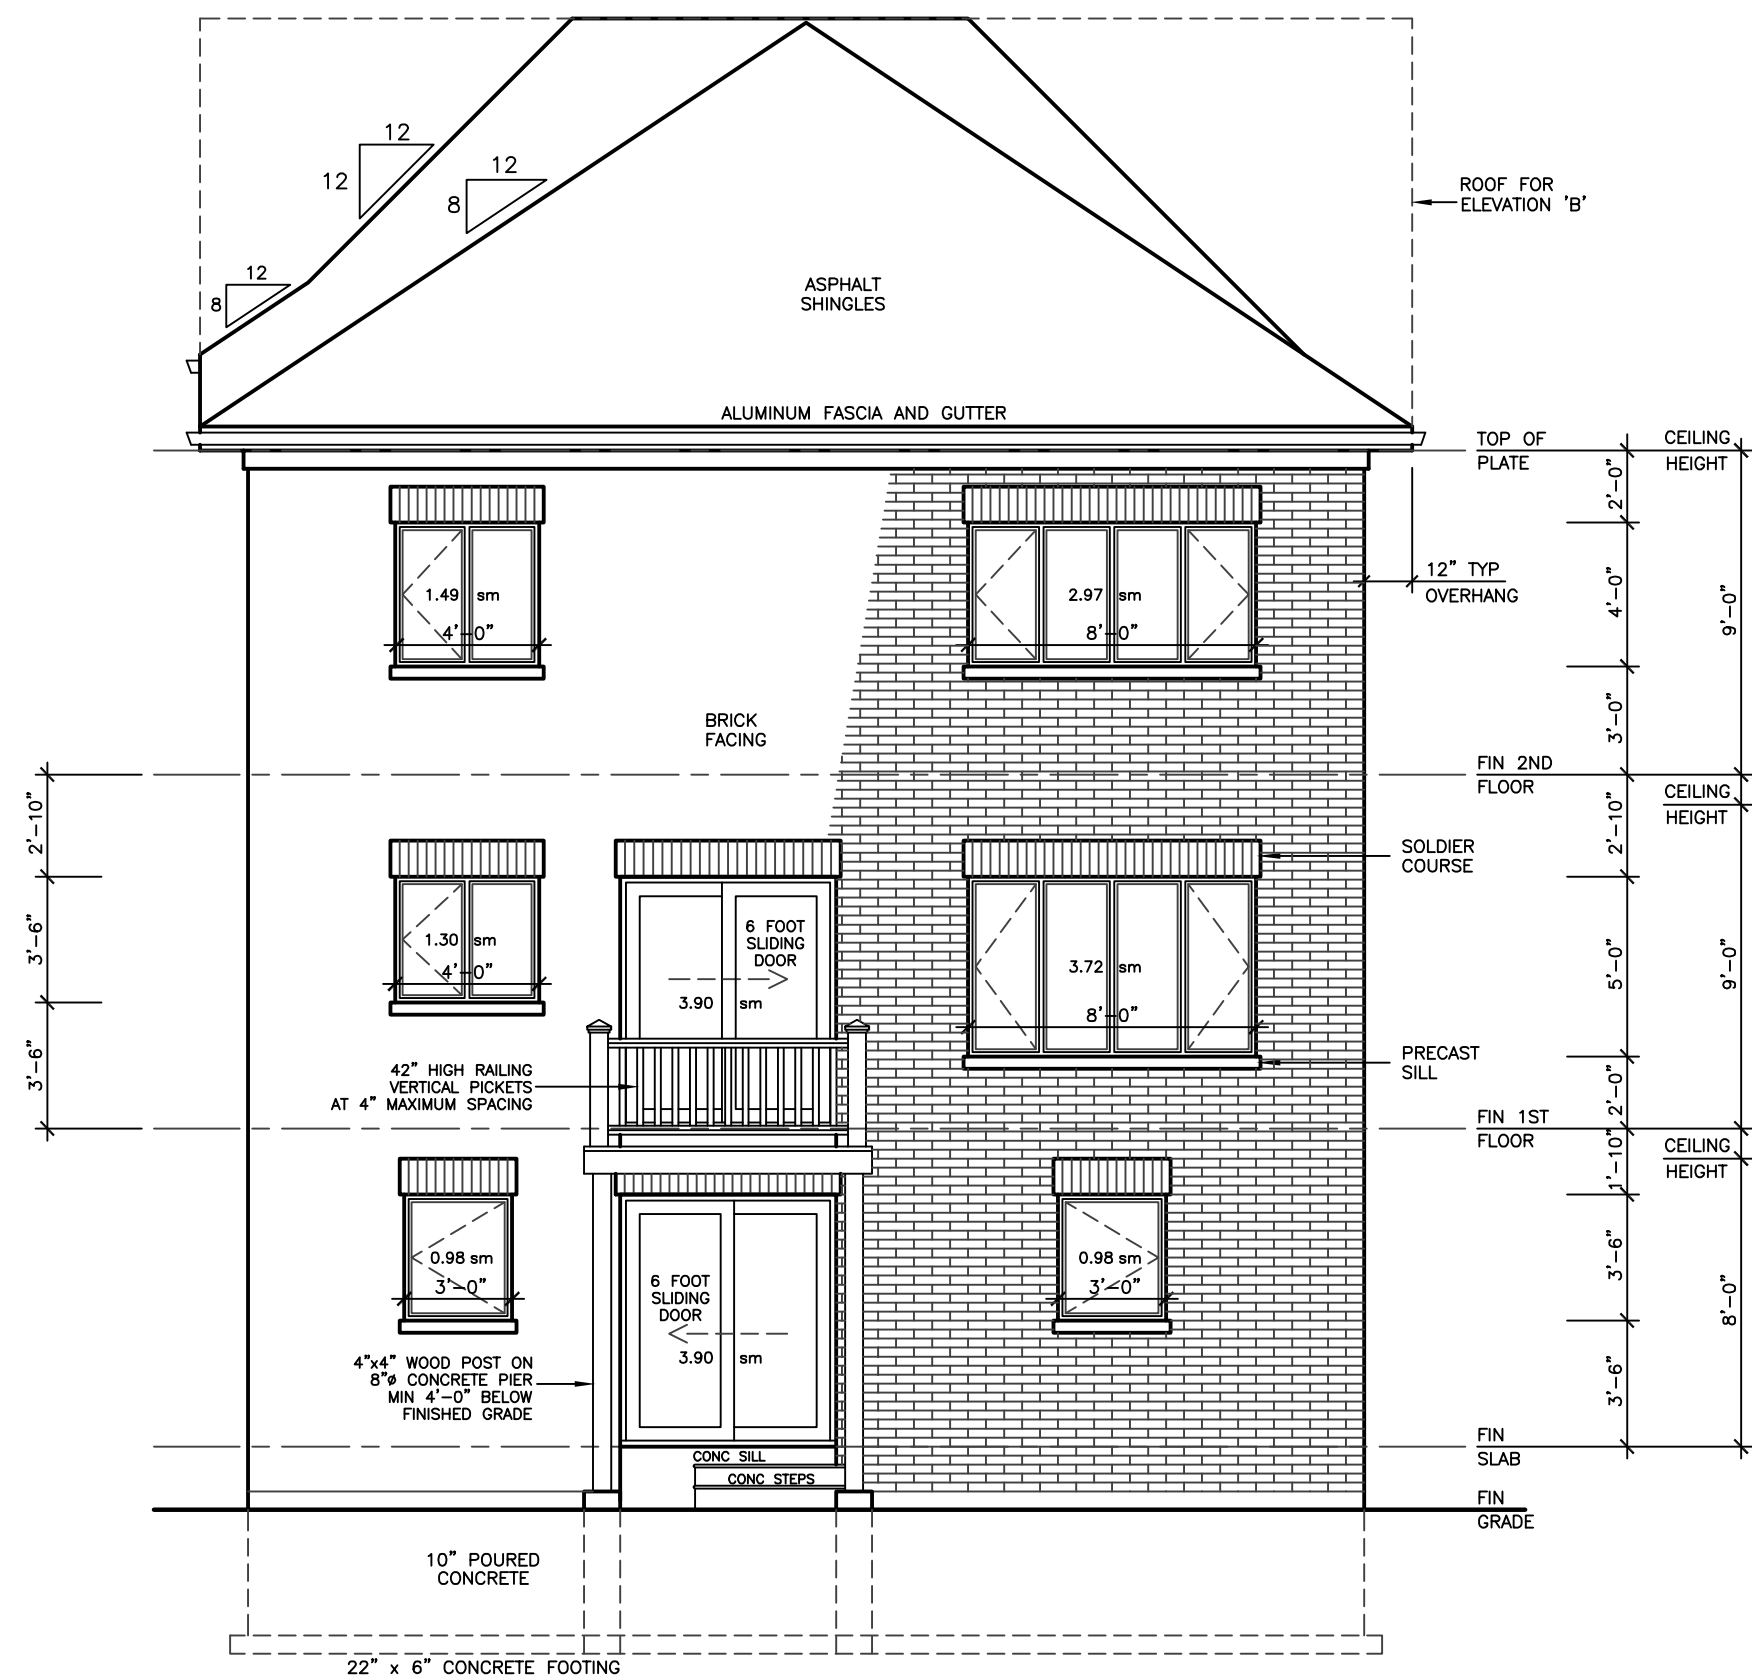 12
12
12
8
12
8
ROOF FOR
ELEVATION 'B'
ASPHALT
SHINGLES
ALUMINUM FASCIA AND GUTTER
TOP OF
PLATE
CEILING
HEIGHT
2'-0"
4'-0"
3'-0"
9'-0"
12" TYP
OVERHANG
1.49 sm
4'-0"
2.97 sm
8'-0"
BRICK
FACING
FIN 2ND
FLOOR
CEILING
HEIGHT
2'-10"
3'-6"
3'-6"
2'-10"
5'-0"
2'-0"
9'-0"
SOLDIER
COURSE
1.30 sm
4'-0"
6 FOOT
SLIDING
DOOR
3.90 sm
3.72 sm
8'-0"
PRECAST
SILL
42" HIGH RAILING
VERTICAL PICKETS
AT 4" MAXIMUM SPACING
FIN 1ST
FLOOR
CEILING
HEIGHT
1'-10"
3'-6"
3'-6"
8'-0"
0.98 sm
3'-0"
6 FOOT
SLIDING
DOOR
3.90 sm
0.98 sm
3'-0"
4"x4" WOOD POST ON
8"ø CONCRETE PIER
MIN 4'-0" BELOW
FINISHED GRADE
CONC SILL
CONC STEPS
FIN
SLAB
FIN
GRADE
10" POURED
CONCRETE
22" x 6" CONCRETE FOOTING